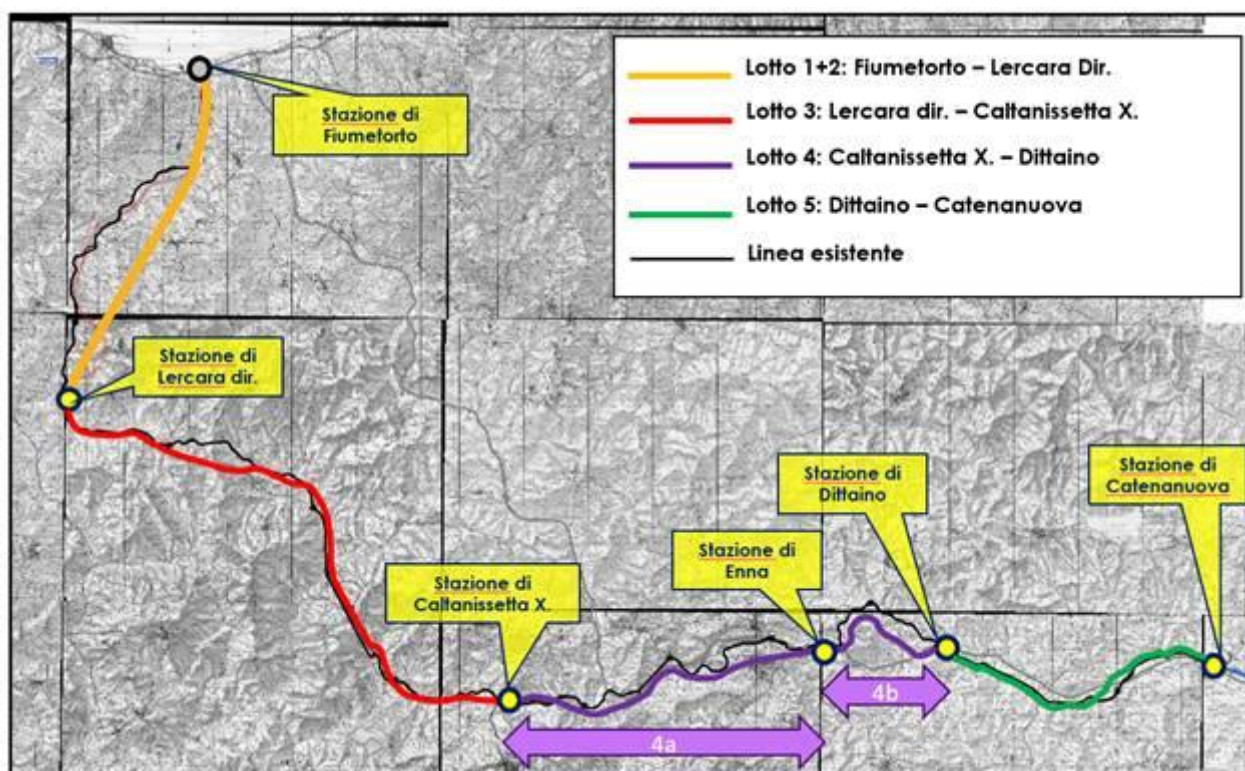 Lotto 1+2: Fiumetorto – Lercara Dir.
Lotto 3: Lercara dir. – Caltanissetta X.
Lotto 4: Caltanissetta X. – Dittaino
Lotto 5: Dittaino – Catenanuova
Linea esistente
Stazione di
Fiumetorto
Stazione di
Lercara dir.
Stazione di
Caltanissetta X.
Stazione di
Enna
Stazione di
Dittaino
Stazione di
Catenanuova
4a
4b